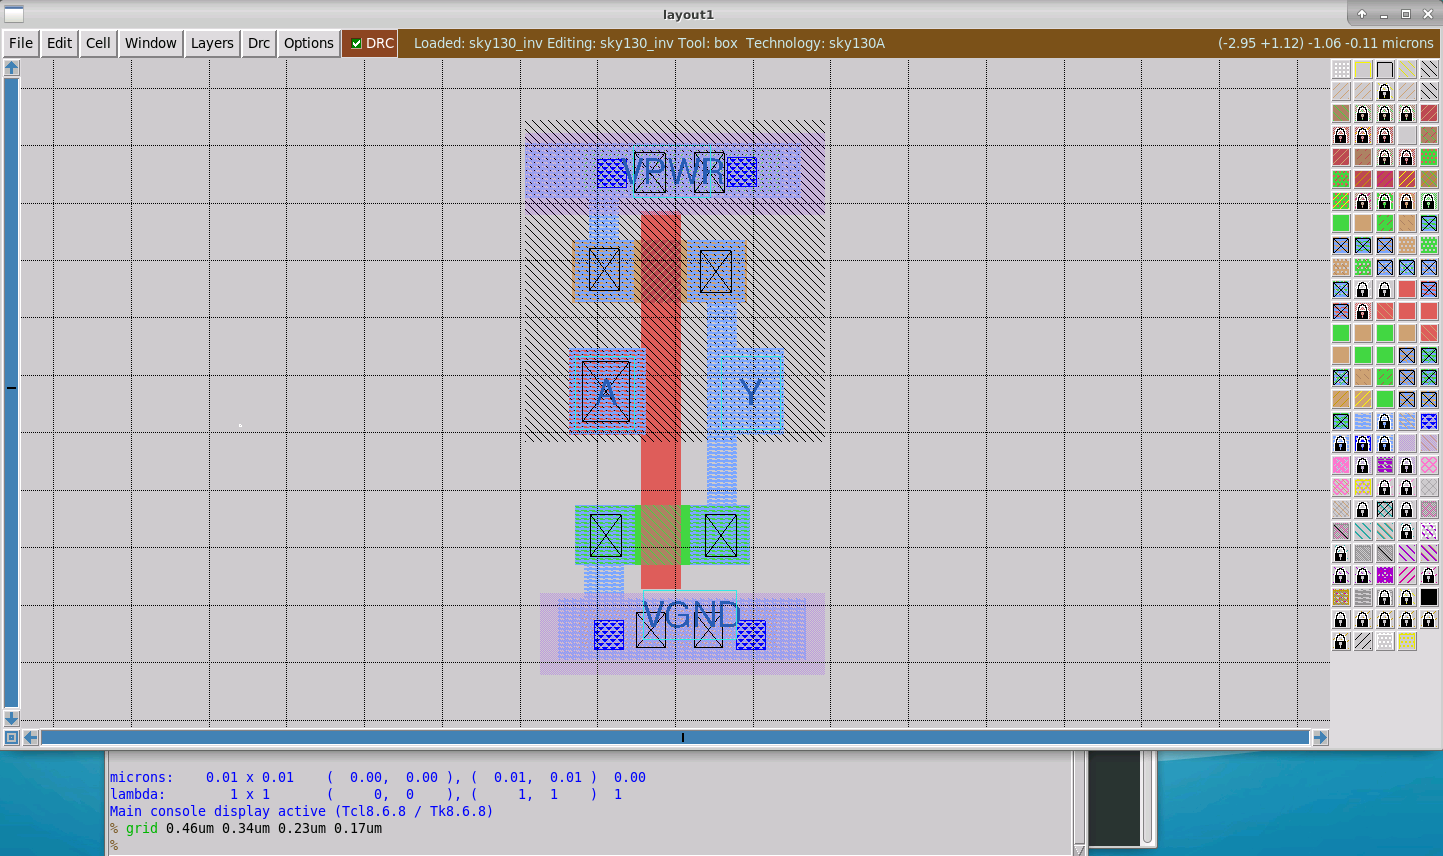 layout1
File Edit Cell Window Layers Drc Options DRC Loaded: sky130_inv Editing: sky130_inv Tool: box Technology: sky130A (-2.95 +1.12) -1.06 -0.11 microns
VPWR
A Y
VGND
microns: 0.01 x 0.01 ( 0.00, 0.00 ), ( 0.01, 0.01 ) 0.00
lambda: 1 x 1 ( 0, 0 ), ( 1, 1 ) 1
Main console display active (Tcl8.6.8 / Tk8.6.8)
% grid 0.46um 0.34um 0.23um 0.17um
%